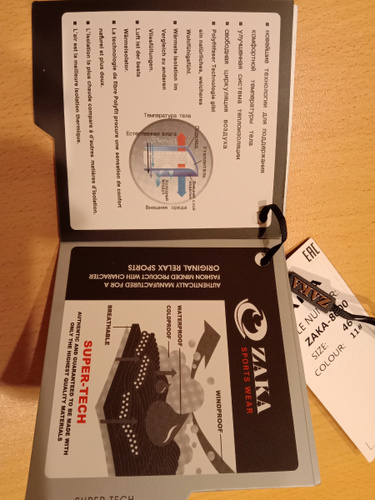 новейшие технологии для поддержания
комфортной температуры тела
улучшенная система теплоизоляции
свободная циркуляция воздуха
Polyfitfaser Technologie gibt
ein natürliches, weicheres
Wohlfühlgefühl.
Wärmste Isolation im
Vergleich zu anderen
Vliesfüllungen.
Luft ist der beste
Wärmeisolator.
La technologie de fibre Polyfit procure une sensation de confort
naturel et plus doux.
L'isolation la plus chaude comparé à d'autres matières d'isolation.
L'air est la meilleure isolation thermique.
Температура тела
Естественная влага
Утеплитель
Внешняя среда
ZAKA
SPORTS WEAR
WINDPROOF
WATERPROOF
COLDPROOF
BREATHABLE
SUPER-TECH
AUTHENTIC AND GUARANTEED TO BE MADE WITH
ONLY THE HIGHEST QUALITY MATERIALS
AUTHENTICALLY MANUFACTURED FOR A
FASHION MINDED PRODUCT WITH CHARACTER
ORIGINAL RELAX SPORTS
SUPER TECH
ZAKA
EAC
SIZE: 46
COLOUR: 11#